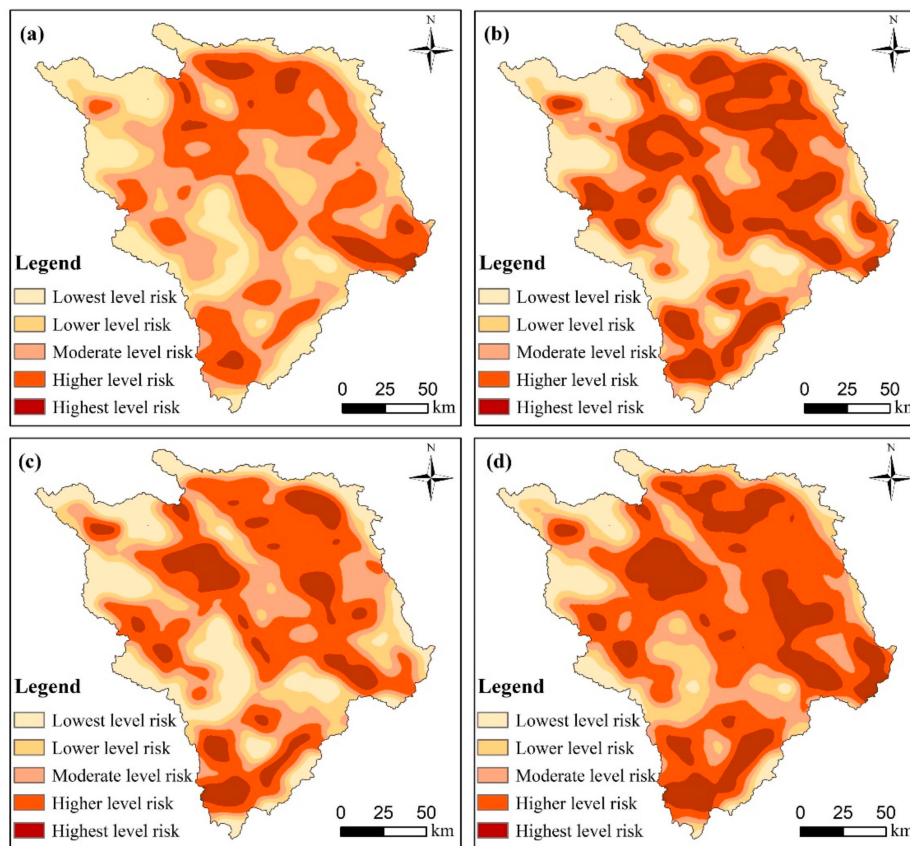 (a)
N
Legend
Lowest level risk
Lower level risk
Moderate level risk
Higher level risk
Highest level risk
0 25 50
km
(b)
N
Legend
Lowest level risk
Lower level risk
Moderate level risk
Higher level risk
Highest level risk
0 25 50
km
(c)
N
Legend
Lowest level risk
Lower level risk
Moderate level risk
Higher level risk
Highest level risk
0 25 50
km
(d)
N
Legend
Lowest level risk
Lower level risk
Moderate level risk
Higher level risk
Highest level risk
0 25 50
km